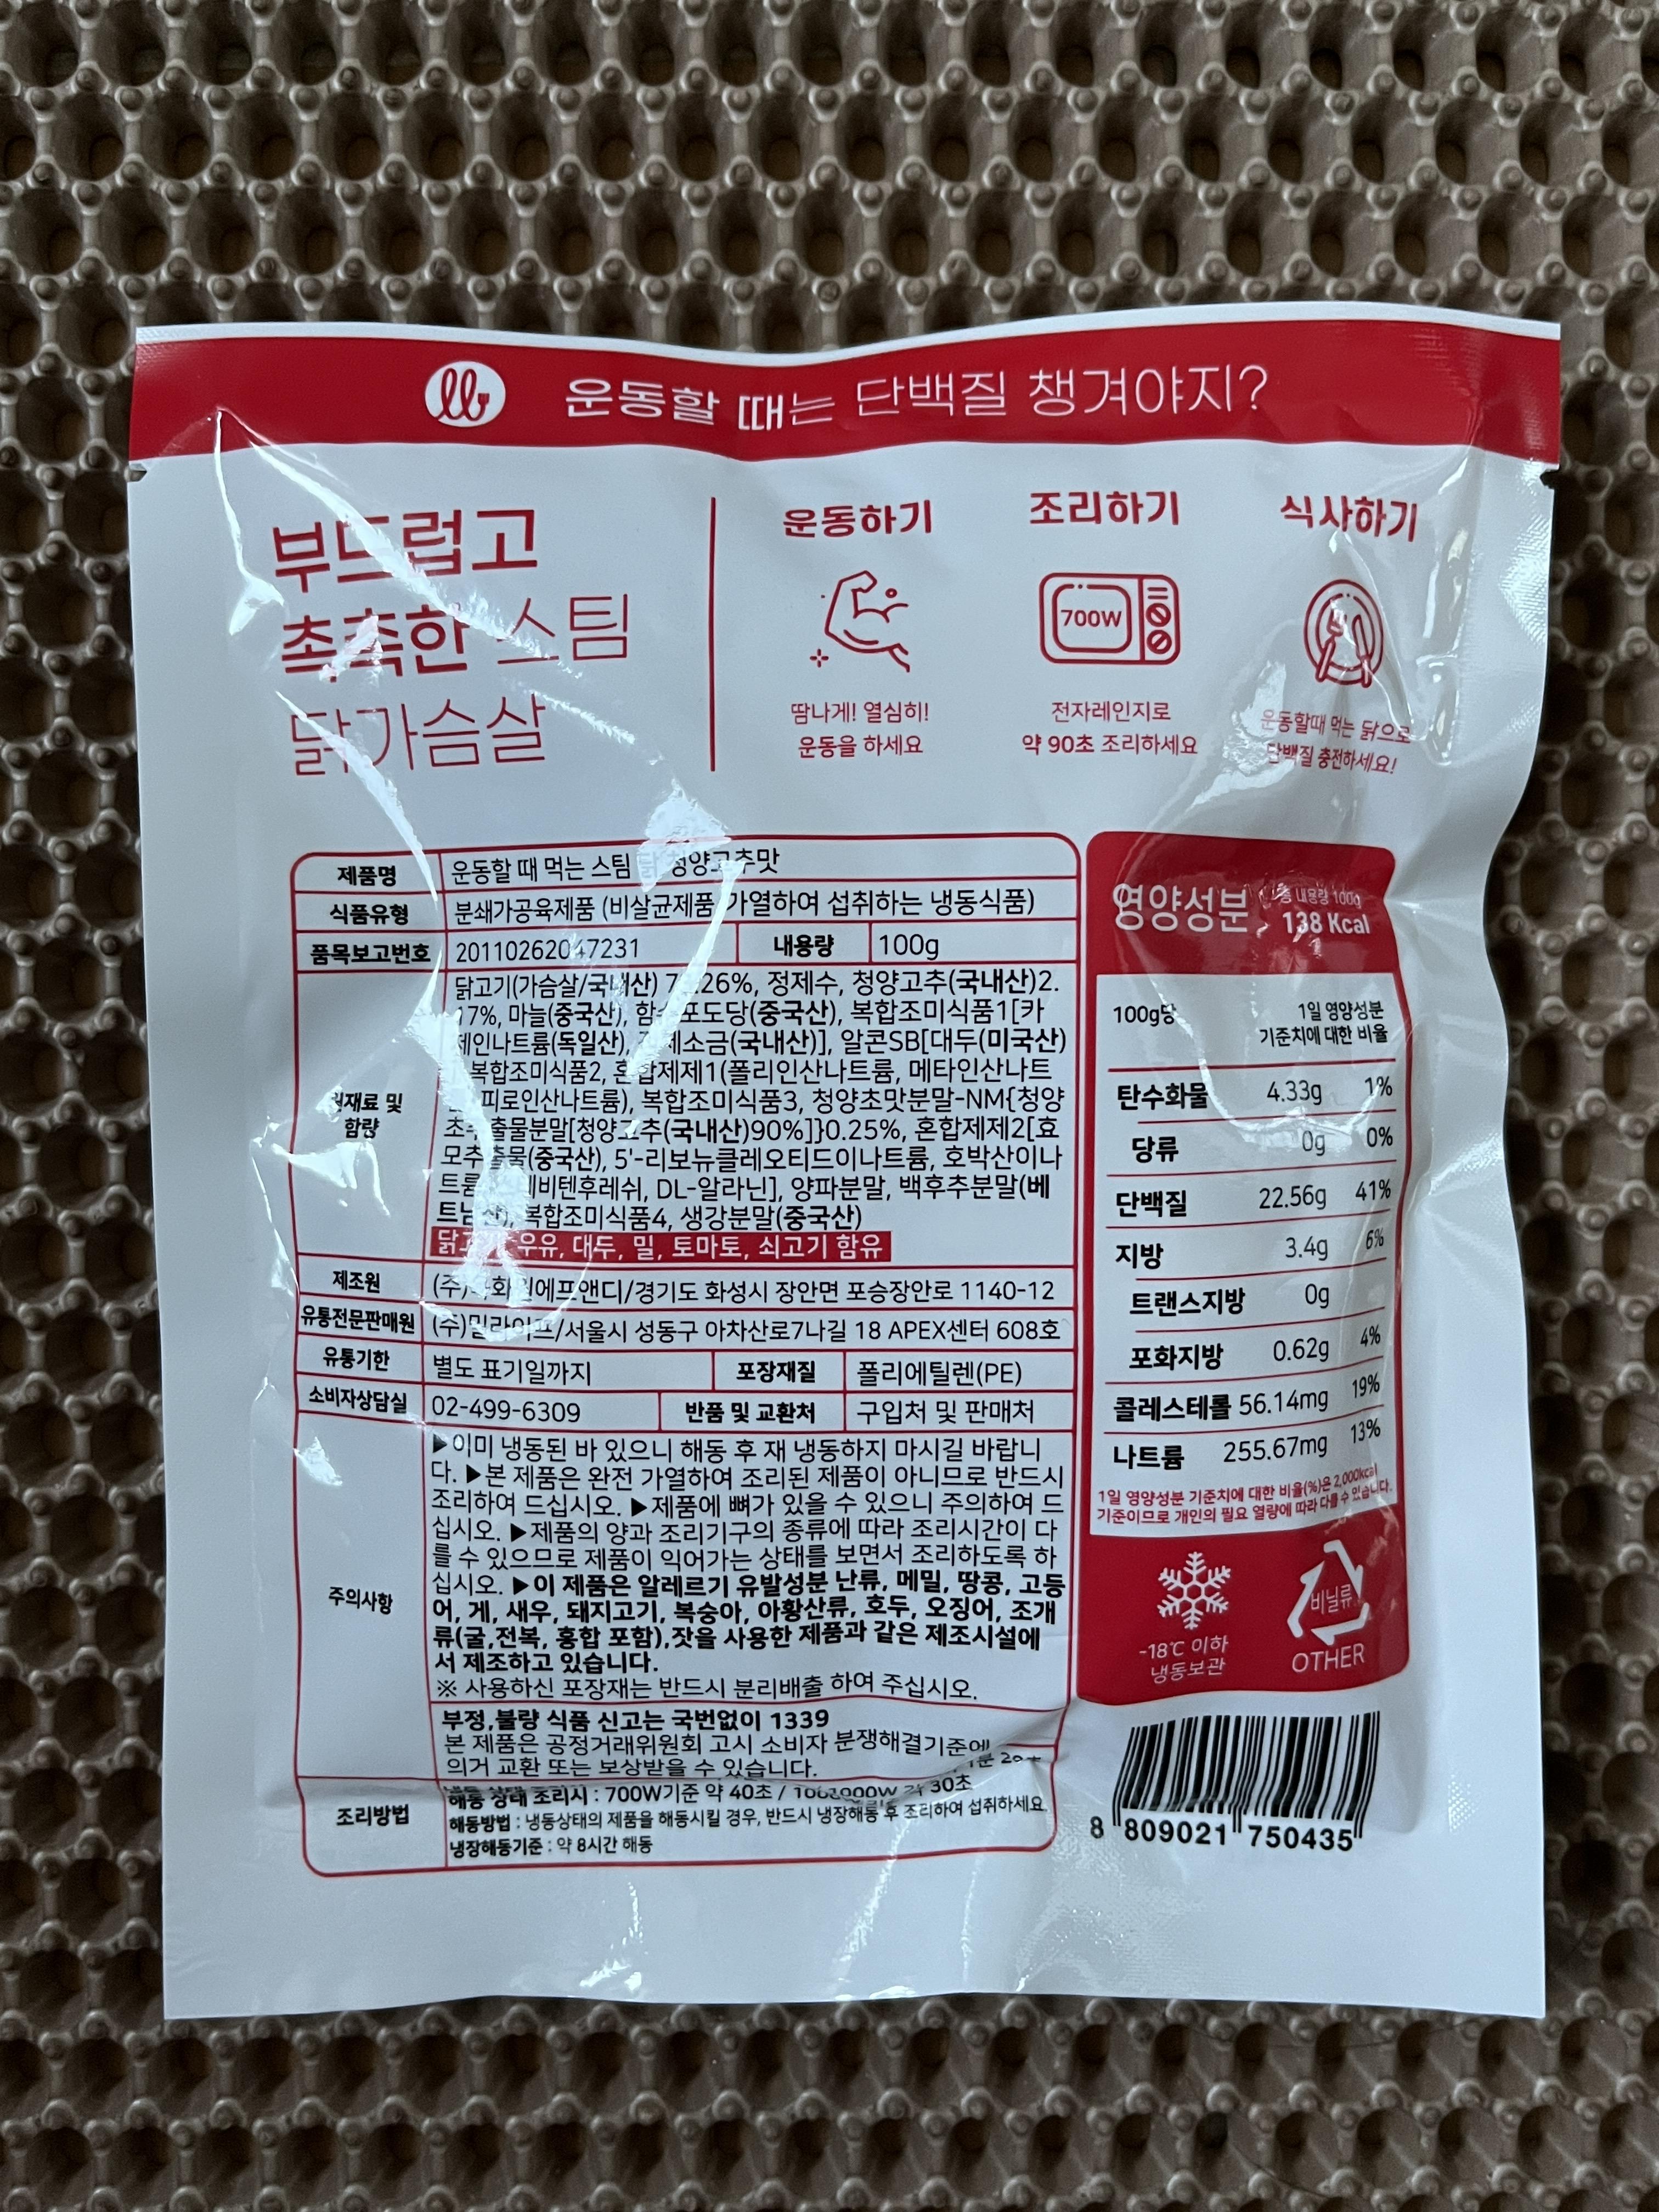 운동할 때는 단백질 챙겨야지?
부드럽고
촉촉한 스팀
닭가슴살
운동하기
땀나게! 열심히!
운동을 하세요
조리하기
700W
전자레인지로
약 90초 조리하세요
식사하기
운동할때 먹는 닭으로
단백질 충전하세요!
제품명 운동할 때 먹는 스팀 닭 청양고추맛
식품유형 분쇄가공육제품 (비살균제품 가열하여 섭취하는 냉동식품)
품목보고번호 20110262047231 내용량 100g
원재료 및
함량
닭고기(가슴살/국내산) 정제수, 청양고추(국내산)2.
17%, 마늘(중국산), 함수포도당(중국산), 복합조미식품1[카
제인나트륨(독일산), 정제소금(국내산)], 알콘SB[대두(미국산)
복합조미식품2, 혼합제제1(폴리인산나트륨, 메타인산나트
피로인산나트륨), 복합조미식품3, 청양초맛분말-NM{청양
초추출물분말[청양고추(국내산)90%]}0.25%, 혼합제제2[효
모추출물(중국산), 5'-리보뉴클레오티드이나트륨, 호박산이나
트륨, DL-알라닌], 양파분말, 백후추분말(베
트남산), 복합조미식품4, 생강분말(중국산)
닭고기, 우유, 대두, 밀, 토마토, 쇠고기 함유
제조원 경기도 화성시 장안면 포승장안로 1140-12
유통전문판매원 (주)밀라이프/서울시 성동구 아차산로7나길 18 APEX센터 608호
유통기한 별도 표기일까지 포장재질 폴리에틸렌(PE)
소비자상담실 02-499-6309 반품 및 교환처 구입처 및 판매처
주의사항
▶이미 냉동된 바 있으니 해동 후 재 냉동하지 마시길 바랍니
다. ▶본 제품은 완전 가열하여 조리된 제품이 아니므로 반드시
조리하여 드십시오. ▶제품에 뼈가 있을 수 있으니 주의하여 드
십시오. ▶제품의 양과 조리기구의 종류에 따라 조리시간이 다
를 수 있으므로 제품이 익어가는 상태를 보면서 조리하도록 하
십시오. ▶이 제품은 알레르기 유발성분 난류, 메밀, 땅콩, 고등
어, 게, 새우, 돼지고기, 복숭아, 아황산류, 호두, 오징어, 조개
류(굴,전복, 홍합 포함),잣을 사용한 제품과 같은 제조시설에
서 제조하고 있습니다.
※ 사용하신 포장재는 반드시 분리배출 하여 주십시오.
부정,불량 식품 신고는 국번없이 1339
본 제품은 공정거래위원회 고시 소비자 분쟁해결기준에
의거 교환 또는 보상받을 수 있습니다.
조리방법
해동 상태 조리시 : 700W기준 약 40초 / 30초
해동방법 : 냉동상태의 제품을 해동시킬 경우, 반드시 냉장해동 후 조리하여 섭취하세요.
냉장해동기준 : 약 8시간 해동
영양성분 총 내용량 100g
138 Kcal
100g당 1일 영양성분
기준치에 대한 비율
탄수화물 4.33g 1%
당류 0g 0%
단백질 22.56g 41%
지방 3.4g 6%
트랜스지방 0g
포화지방 0.62g 4%
콜레스테롤 56.14mg 19%
나트륨 255.67mg 13%
1일 영양성분 기준치에 대한 비율(%)은 2,000kcal
기준이므로 개인의 필요 열량에 따라 다를 수 있습니다.
-18℃ 이하
냉동보관
비닐류
OTHER
8 809021 750435